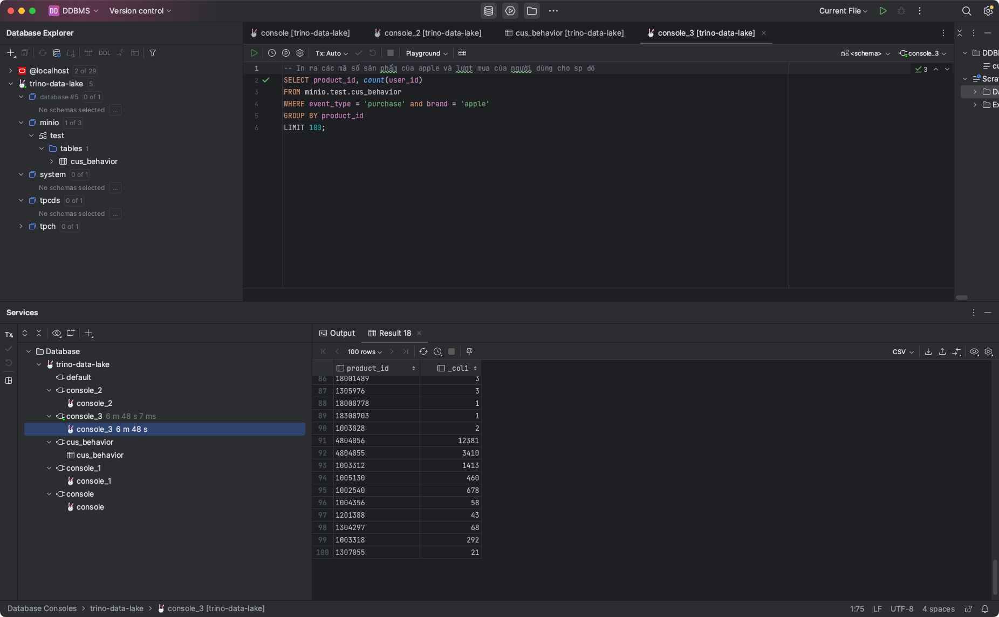 DD DDBMS Version control Current File
Database Explorer
console [trino-data-lake] console_2 [trino-data-lake] cus_behavior [trino-data-lake] console_3 [trino-data-lake]
DDL
Tx: Auto Playground <schema> console_3
@localhost 2 of 29
trino-data-lake 5
database #5 0 of 1
No schemas selected ...
minio 1 of 3
test
tables 1
cus_behavior
system 0 of 1
No schemas selected ...
tpcds 0 of 1
No schemas selected ...
tpch 0 of 1
1 -- In ra các mã số sản phẩm của apple và lượt mua của người dùng cho sp đó
2 SELECT product_id, count(user_id)
3 FROM minio.test.cus_behavior
4 WHERE event_type = 'purchase' and brand = 'apple'
5 GROUP BY product_id
6 LIMIT 100;
3
DDB
cu
Scra
Da
Ex
Services
Tx
Database
trino-data-lake
default
console_2
console_2
console_3 6 m 48 s 7 ms
console_3 6 m 48 s
cus_behavior
cus_behavior
console_1
console_1
console
console
Output Result 18
100 rows CSV
product_id _col1
86 18001489 3
87 1305976 3
88 18000778 1
89 18300703 1
90 1003028 2
91 4804056 12381
92 4804055 3410
93 1003312 1413
94 1005130 460
95 1002540 678
96 1004356 58
97 1201388 43
98 1304297 68
99 1003318 292
100 1307055 21
Database Consoles > trino-data-lake > console_3 [trino-data-lake] 1:75 LF UTF-8 4 spaces